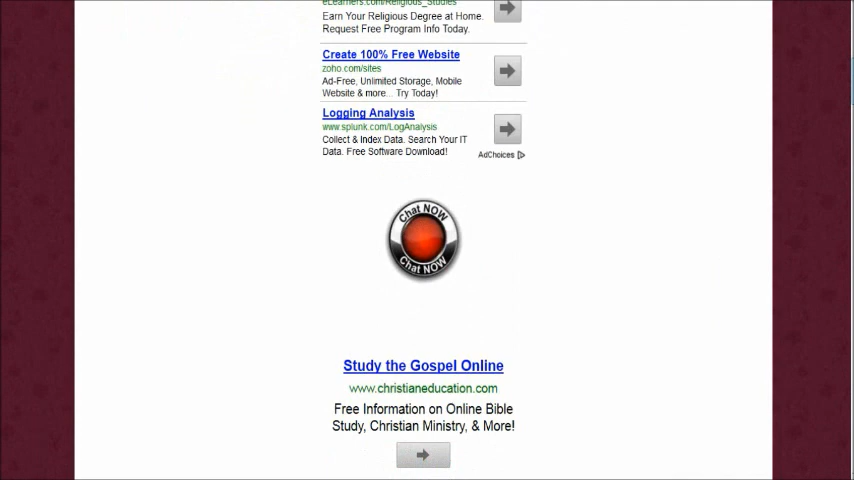 eLearners.com/Religious_Studies
Earn Your Religious Degree at Home.
Request Free Program Info Today.
Create 100% Free Website
zoho.com/sites
Ad-Free, Unlimited Storage, Mobile
Website & more... Try Today!
Logging Analysis
www.splunk.com/LogAnalysis
Collect & Index Data. Search Your IT
Data. Free Software Download!
AdChoices
Chat NOW
Chat NOW
Study the Gospel Online
www.christianeducation.com
Free Information on Online Bible
Study, Christian Ministry, & More!